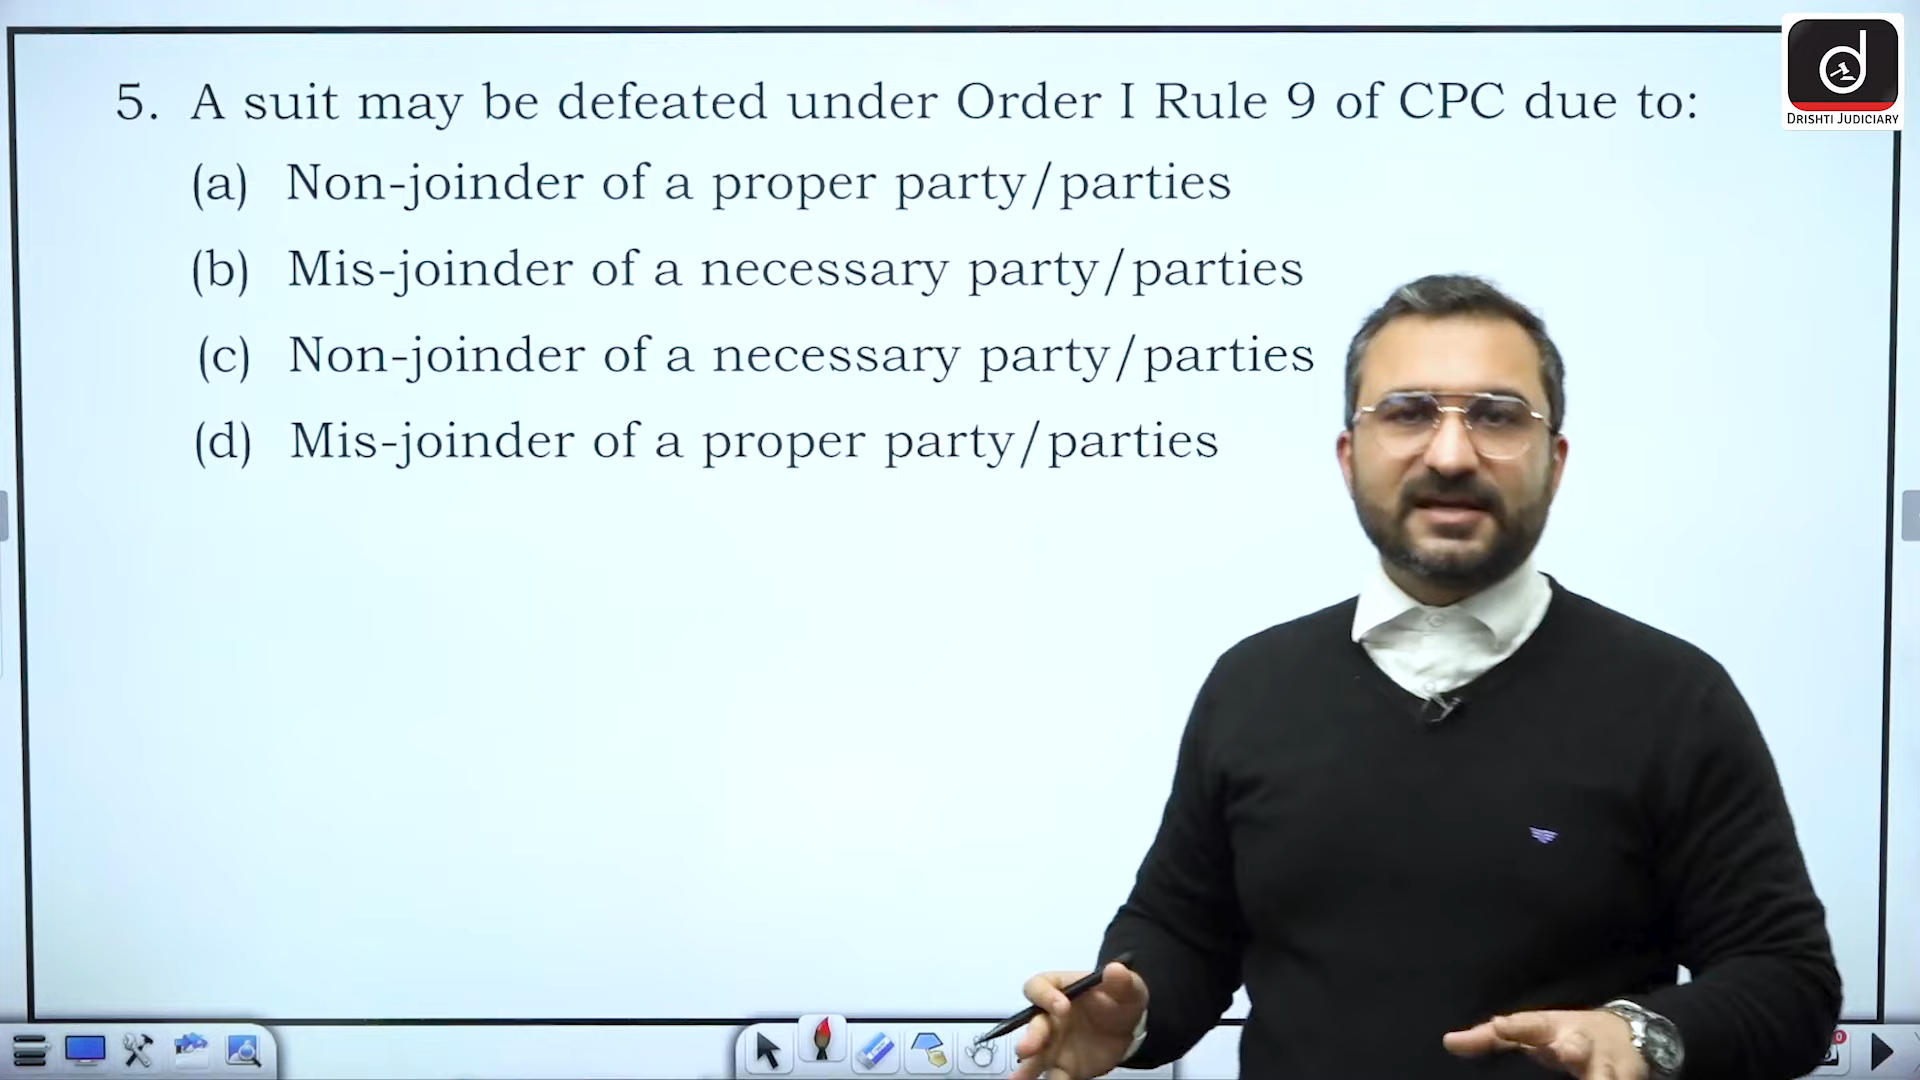 5. A suit may be defeated under Order I Rule 9 of CPC due to:
(a) Non-joinder of a proper party/parties
(b) Mis-joinder of a necessary party/parties
(c) Non-joinder of a necessary party/parties
(d) Mis-joinder of a proper party/parties
d
DRISHTI JUDICIARY